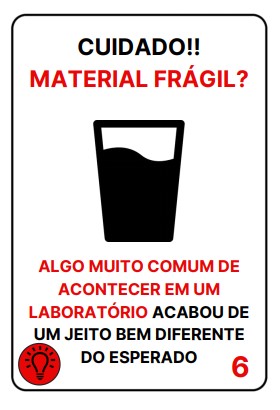 CUIDADO!!
MATERIAL FRÁGIL?
ALGO MUITO COMUM DE
ACONTECER EM UM
LABORATÓRIO ACABOU DE
UM JEITO BEM DIFERENTE
DO ESPERADO
6